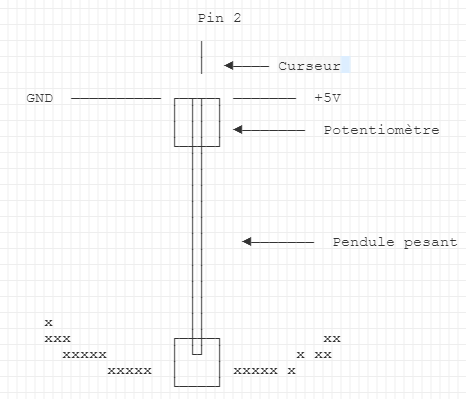 Pin 2
Curseur
GND +5V
Potentiomètre
Pendule pesant
x
xxx xx
xxxxx x xx
xxxxx xxxxx x